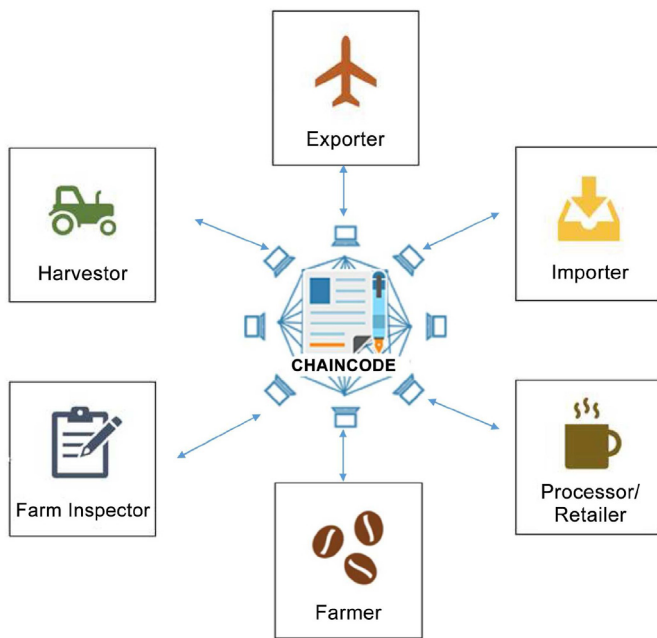 Exporter
Harvestor
Importer
CHAINCODE
Farm Inspector
Processor/
Retailer
Farmer